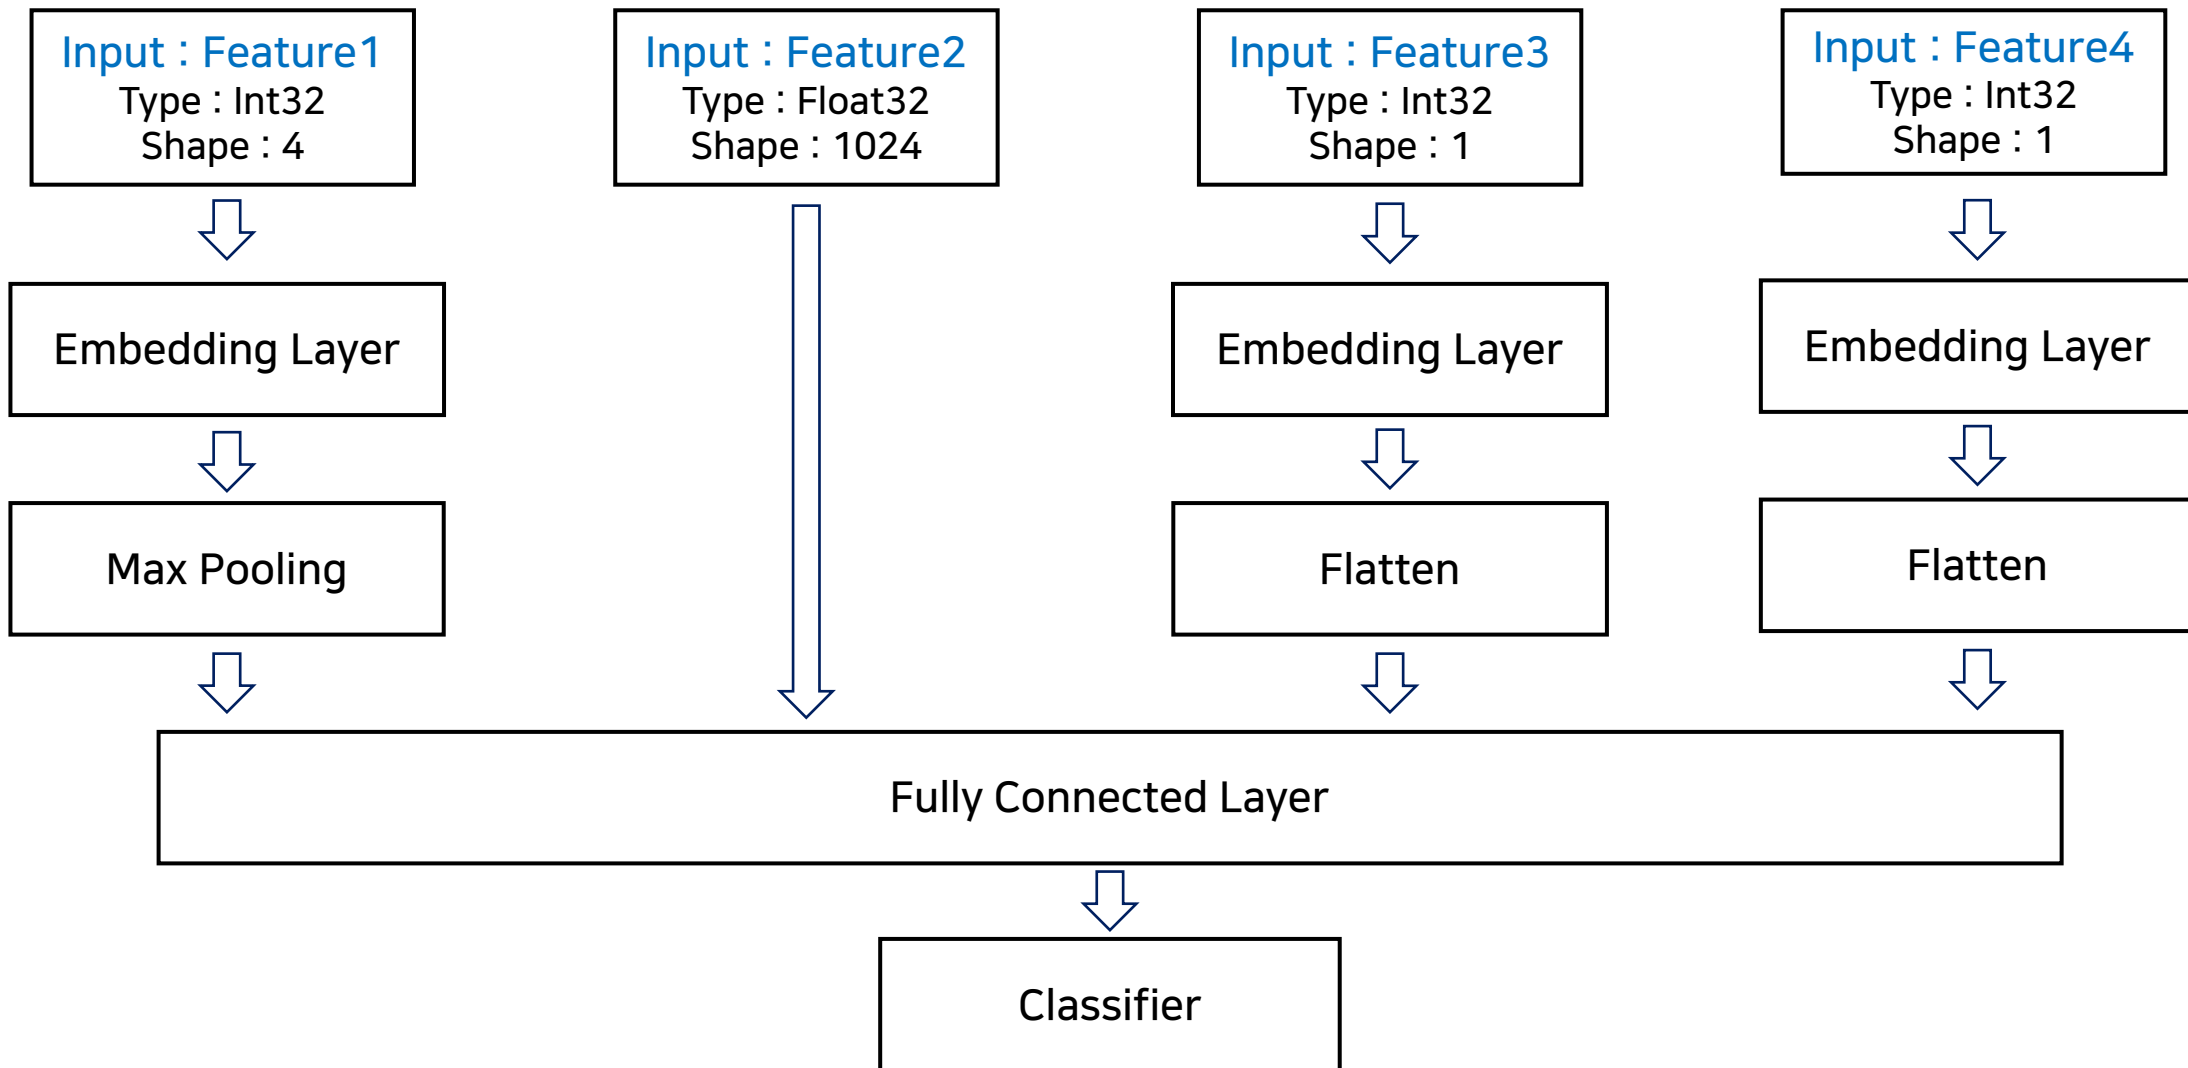 Input : Feature1
Type : Int32
Shape : 4
Input : Feature2
Type : Float32
Shape : 1024
Input : Feature3
Type : Int32
Shape : 1
Input : Feature4
Type : Int32
Shape : 1
Embedding Layer
Embedding Layer
Embedding Layer
Max Pooling
Flatten
Flatten
Fully Connected Layer
Classifier